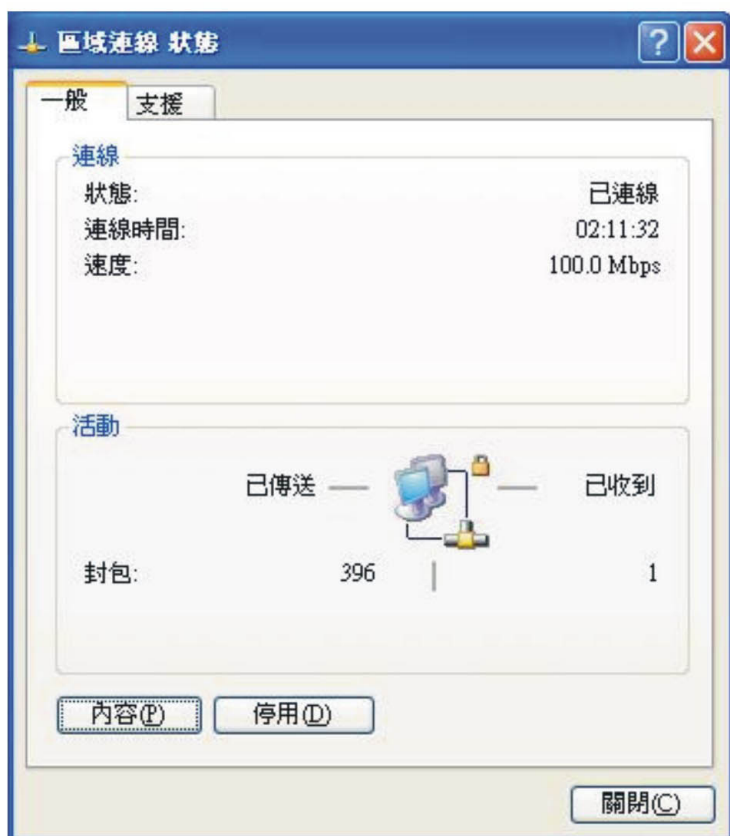 區域連線 狀態
一般 支援
連線
狀態: 已連線
連線時間: 02:11:32
速度: 100.0 Mbps
活動
已傳送 — — 已收到
封包: 396 | 1
內容(P) 停用(D)
關閉(C)